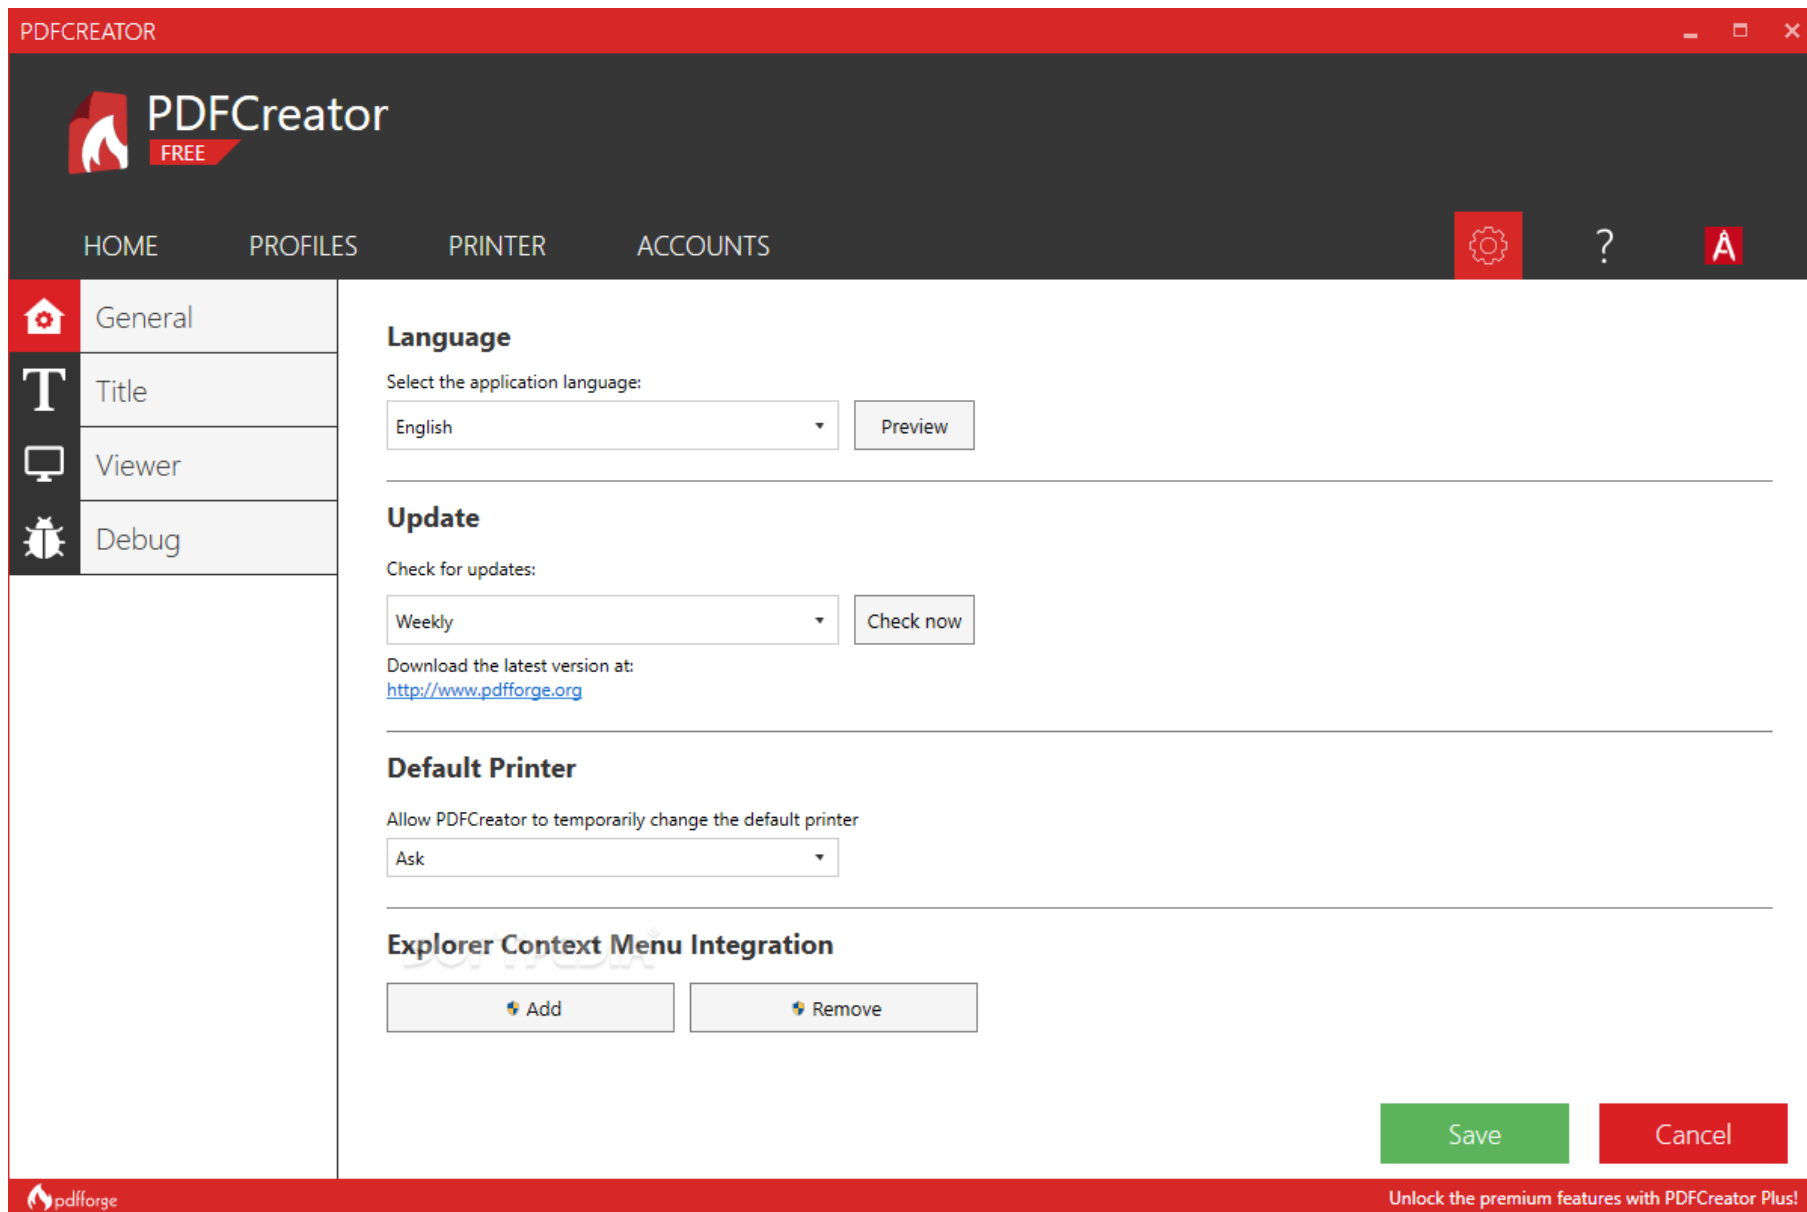 PDFCREATOR
PDFCreator
FREE
HOME PROFILES PRINTER ACCOUNTS ?
General
Title
Viewer
Debug
Language
Select the application language:
English Preview
Update
Check for updates:
Weekly Check now
Download the latest version at:
http://www.pdfforge.org
Default Printer
Allow PDFCreator to temporarily change the default printer
Ask
Explorer Context Menu Integration
SOFTPEDIA
Add Remove
Save Cancel
pdfforge Unlock the premium features with PDFCreator Plus!